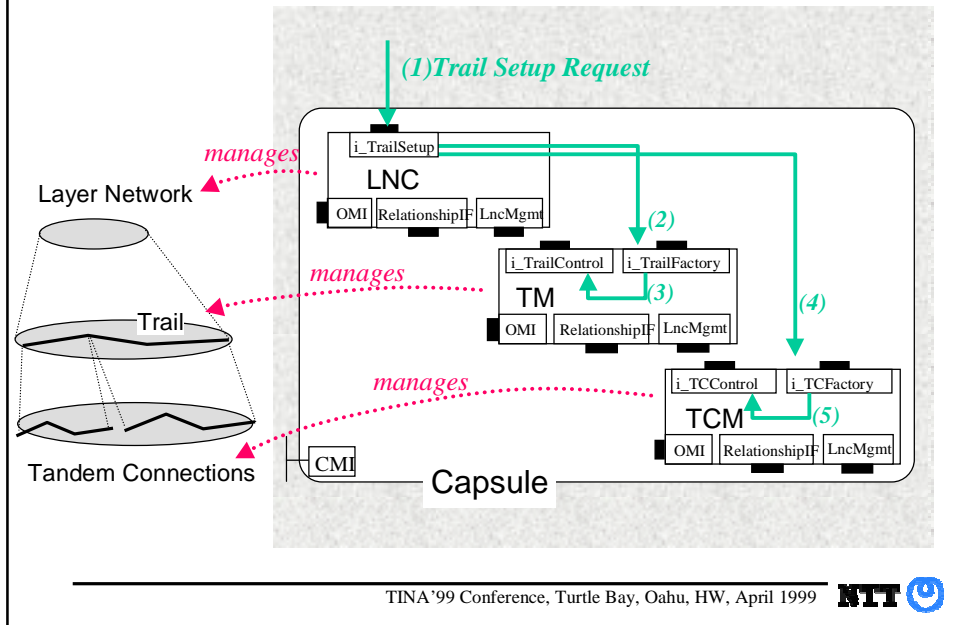 (1)Trail Setup Request
i_TrailSetup
manages
LNC
Layer Network
OMI RelationshipIF LncMgmt
(2)
i_TrailControl i_TrailFactory
manages
TM
(3)
(4)
Trail
OMI RelationshipIF LncMgmt
manages
i_TCControl i_TCFactory
TCM
(5)
OMI RelationshipIF LncMgmt
Tandem Connections
CMI
Capsule
TINA'99 Conference, Turtle Bay, Oahu, HW, April 1999
NTT